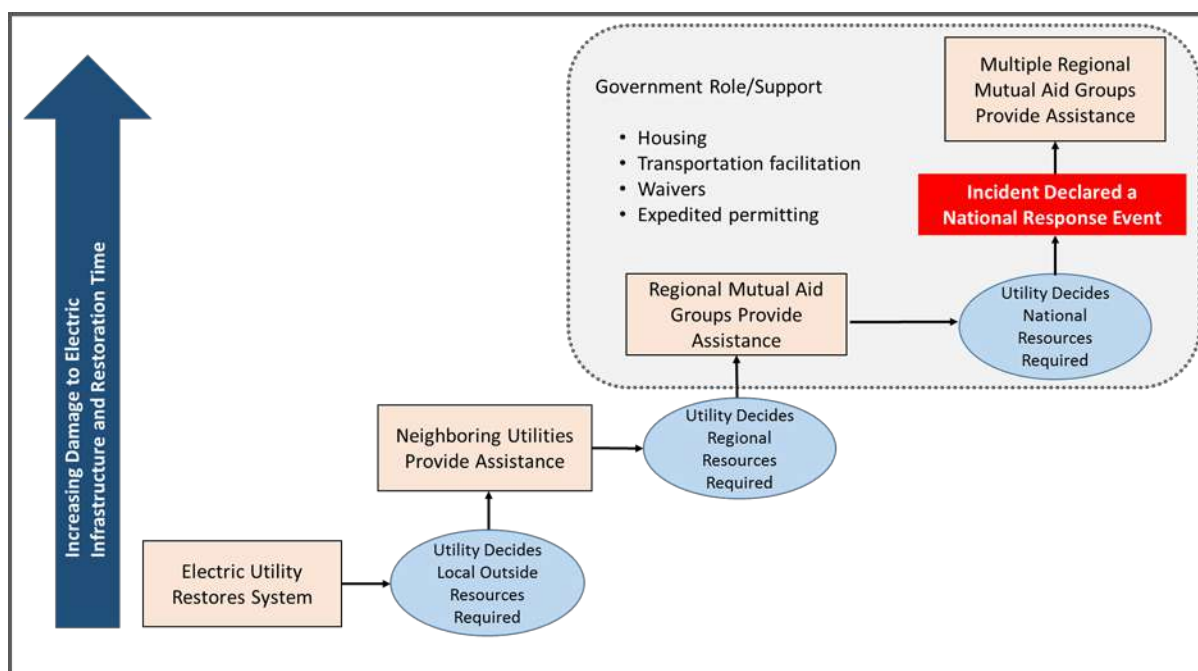 Increasing Damage to Electric
Infrastructure and Restoration Time
Government Role/Support
• Housing
• Transportation facilitation
• Waivers
• Expedited permitting
Multiple Regional
Mutual Aid Groups
Provide Assistance
Incident Declared a
National Response Event
Utility Decides
National
Resources
Required
Regional Mutual Aid
Groups Provide
Assistance
Utility Decides
Regional
Resources
Required
Neighboring Utilities
Provide Assistance
Utility Decides
Local Outside
Resources
Required
Electric Utility
Restores System